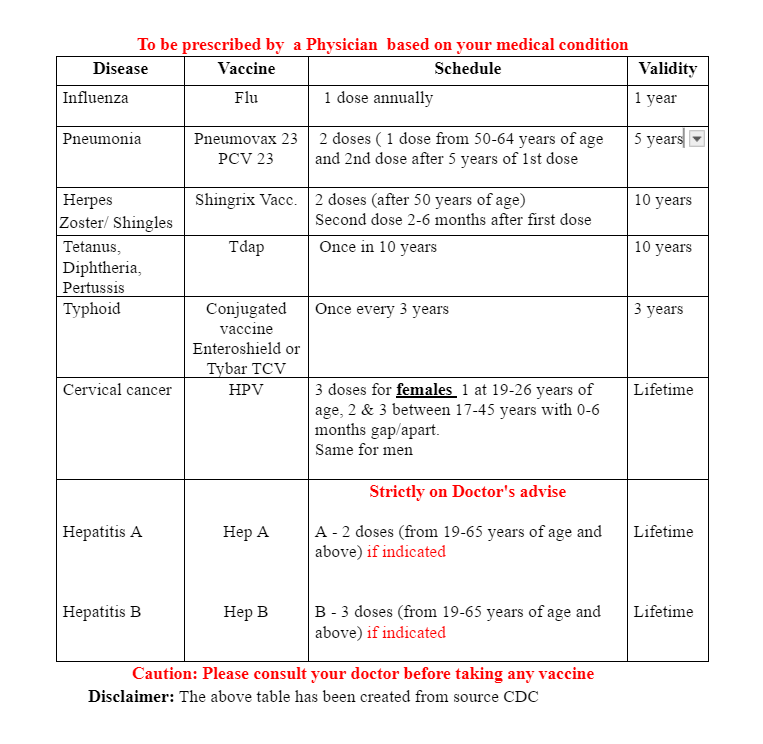 To be prescribed by a Physician based on your medical condition
Disease Vaccine Schedule Validity
Influenza Flu 1 dose annually 1 year
Pneumonia Pneumovax 23 2 doses ( 1 dose from 50-64 years of age 5 years
PCV 23 and 2nd dose after 5 years of 1st dose
Herpes Shingrix Vacc. 2 doses (after 50 years of age) 10 years
Zoster/ Shingles Second dose 2-6 months after first dose
Tetanus, Tdap Once in 10 years 10 years
Diphtheria,
Pertussis
Typhoid Conjugated Once every 3 years 3 years
vaccine
Enteroshield or
Tybar TCV
Cervical cancer HPV 3 doses for females 1 at 19-26 years of Lifetime
age, 2 & 3 between 17-45 years with 0-6
months gap/apart.
Same for men
Strictly on Doctor's advise
Hepatitis A Hep A A - 2 doses (from 19-65 years of age and Lifetime
above) if indicated
Hepatitis B Hep B B - 3 doses (from 19-65 years of age and Lifetime
above) if indicated
Caution: Please consult your doctor before taking any vaccine
Disclaimer: The above table has been created from source CDC